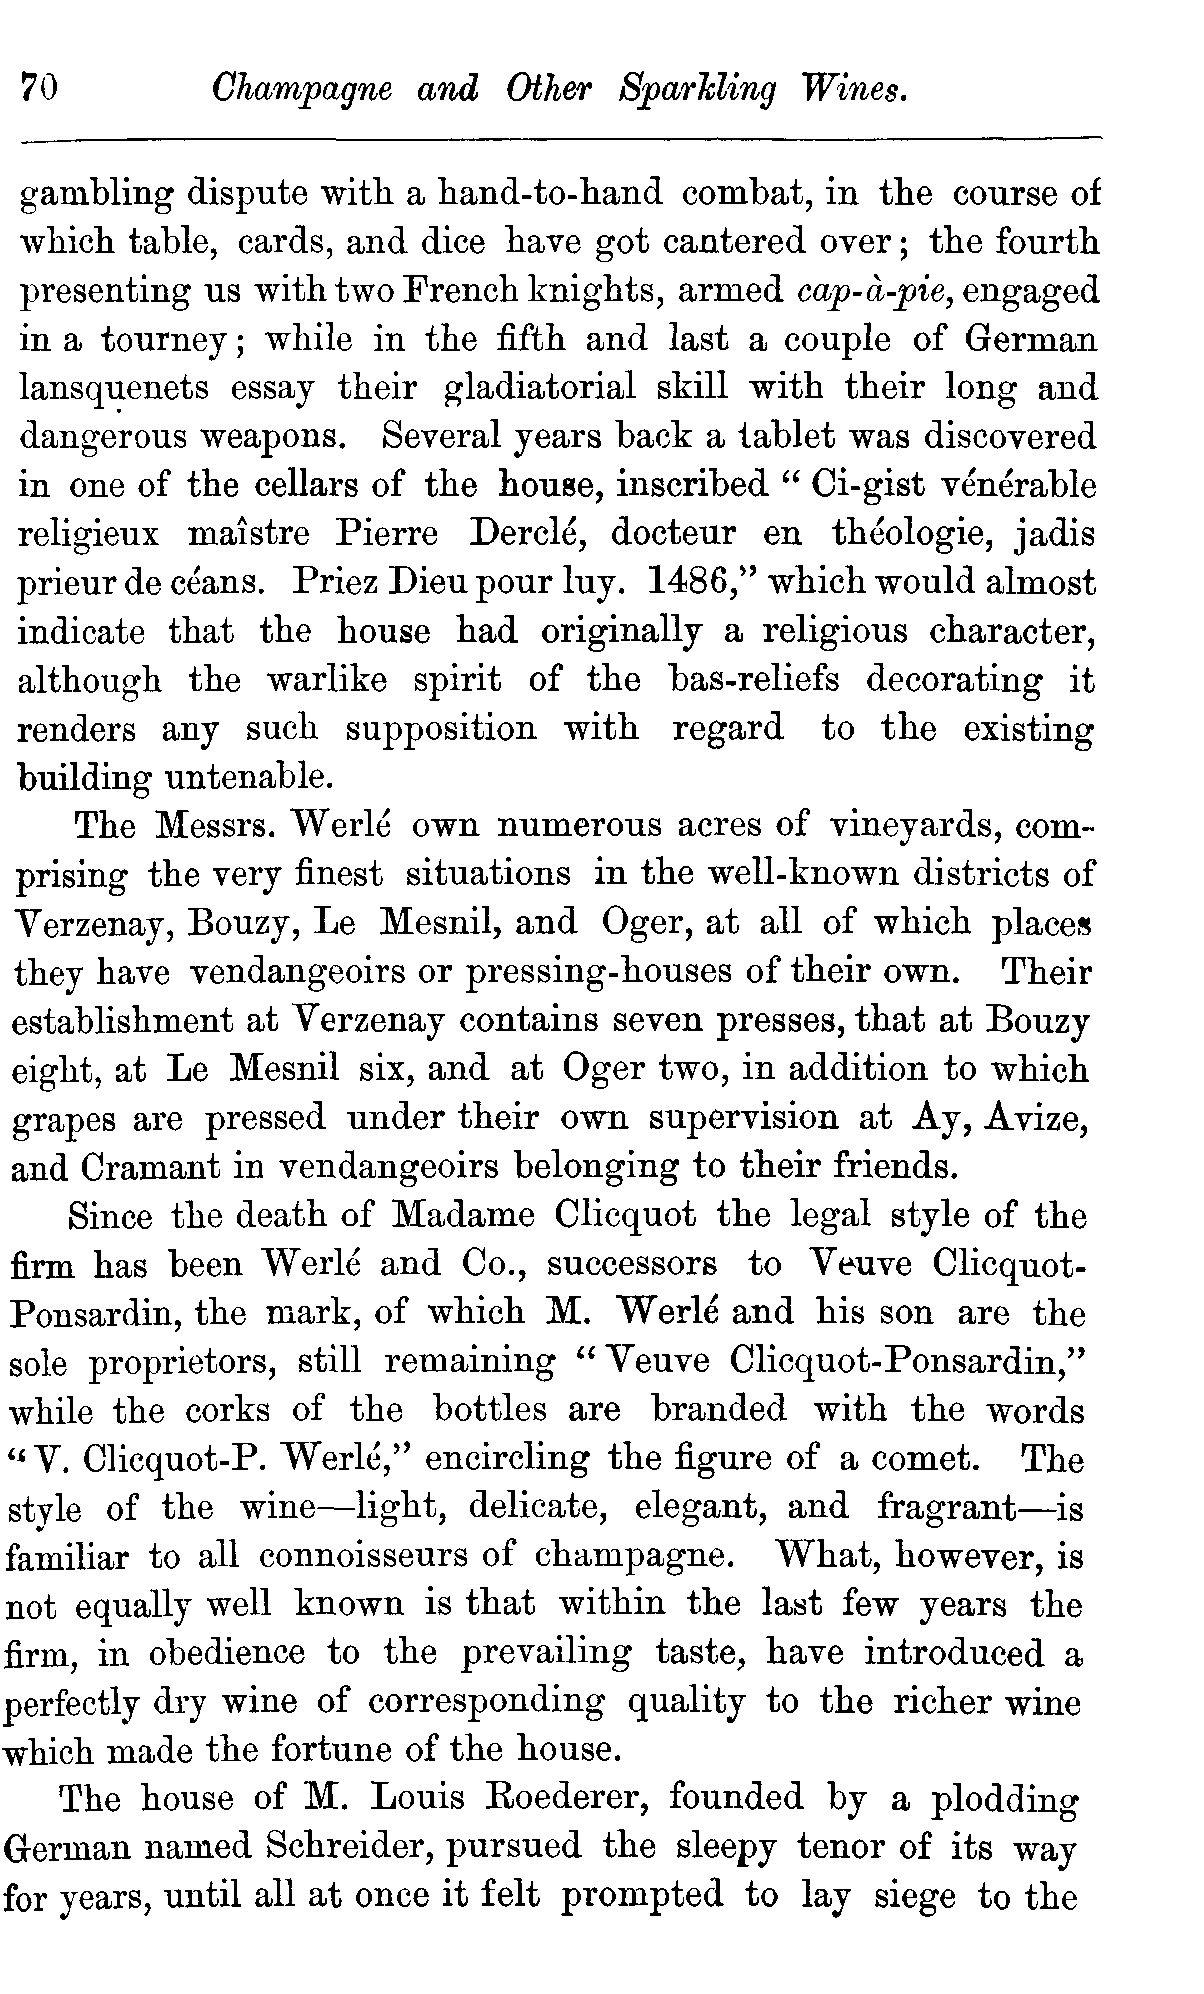 70 Champagne and Other Sparkling Wines.
gambling dispute with a hand-to-hand combat, in the course of
which table, cards, and dice have got cantered over; the fourth
presenting us with two French knights, armed cap-à-pie, engaged
in a tourney; while in the fifth and last a couple of German
lansquenets essay their gladiatorial skill with their long and
dangerous weapons. Several years back a tablet was discovered
in one of the cellars of the house, inscribed “ Ci-gist vénérable
religieux maîstre Pierre Derclé, docteur en théologie, jadis
prieur de céans. Priez Dieu pour luy. 1486,” which would almost
indicate that the house had originally a religious character,
although the warlike spirit of the bas-reliefs decorating it
renders any such supposition with regard to the existing
building untenable.
The Messrs. Werlé own numerous acres of vineyards, com-
prising the very finest situations in the well-known districts of
Verzenay, Bouzy, Le Mesnil, and Oger, at all of which places
they have vendangeoirs or pressing-houses of their own. Their
establishment at Verzenay contains seven presses, that at Bouzy
eight, at Le Mesnil six, and at Oger two, in addition to which
grapes are pressed under their own supervision at Ay, Avize,
and Cramant in vendangeoirs belonging to their friends.
Since the death of Madame Clicquot the legal style of the
firm has been Werlé and Co., successors to Veuve Clicquot-
Ponsardin, the mark, of which M. Werlé and his son are the
sole proprietors, still remaining “ Veuve Clicquot-Ponsardin,”
while the corks of the bottles are branded with the words
“ V. Clicquot-P. Werlé,” encircling the figure of a comet. The
style of the wine—light, delicate, elegant, and fragrant—is
familiar to all connoisseurs of champagne. What, however, is
not equally well known is that within the last few years the
firm, in obedience to the prevailing taste, have introduced a
perfectly dry wine of corresponding quality to the richer wine
which made the fortune of the house.
The house of M. Louis Roederer, founded by a plodding
German named Schreider, pursued the sleepy tenor of its way
for years, until all at once it felt prompted to lay siege to the